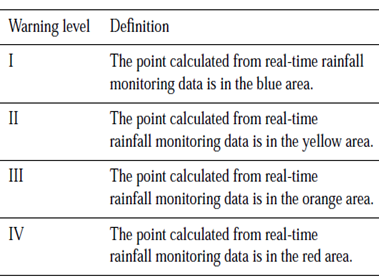 Warning level Definition
I The point calculated from real-time rainfall
monitoring data is in the blue area.
II The point calculated from real-time
rainfall monitoring data is in the yellow area.
III The point calculated from real-time
rainfall monitoring data is in the orange area.
IV The point calculated from real-time
rainfall monitoring data is in the red area.